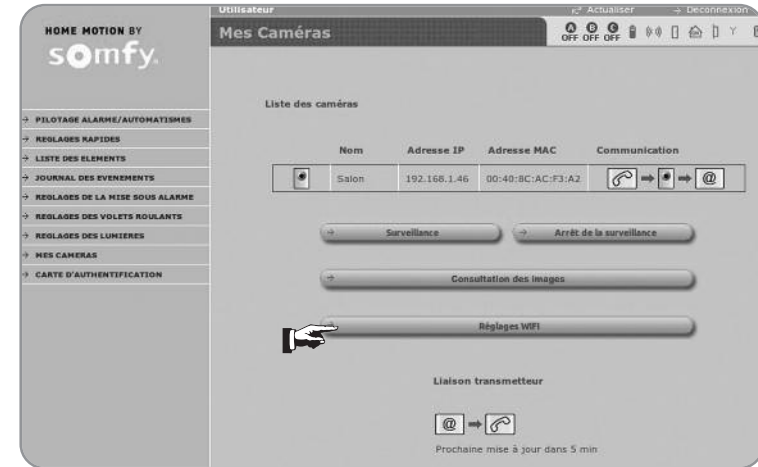 Utilisateur
Actualiser
Déconnexion
HOME MOTION BY
somfy.
Mes Caméras
A B C
OFF OFF OFF
PILOTAGE ALARME/AUTOMATISMES
REGLAGES RAPIDES
LISTE DES ELEMENTS
JOURNAL DES EVENEMENTS
REGLAGES DE LA MISE SOUS ALARME
REGLAGES DES VOLETS ROULANTS
REGLAGES DES LUMIERES
MES CAMERAS
CARTE D'AUTHENTIFICATION
Liste des caméras
Nom Adresse IP Adresse MAC Communication
Salon 192.168.1.46 00:40:8C:AC:F3:A2 @
Surveillance Arrêt de la surveillance
Consultation des images
Réglages WIFI
Liaison transmetteur
@
Prochaine mise à jour dans 5 min